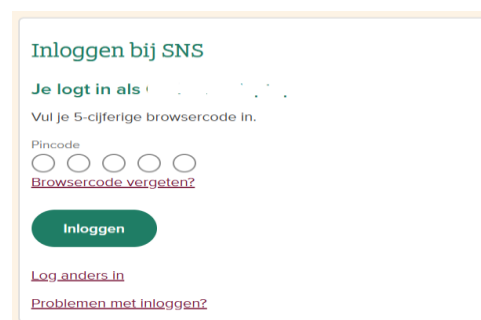 Inloggen bij SNS
Je logt in als
Vul je 5-cijferige browsercode in.
Pincode
Browsercode vergeten?
Inloggen
Log anders in
Problemen met inloggen?